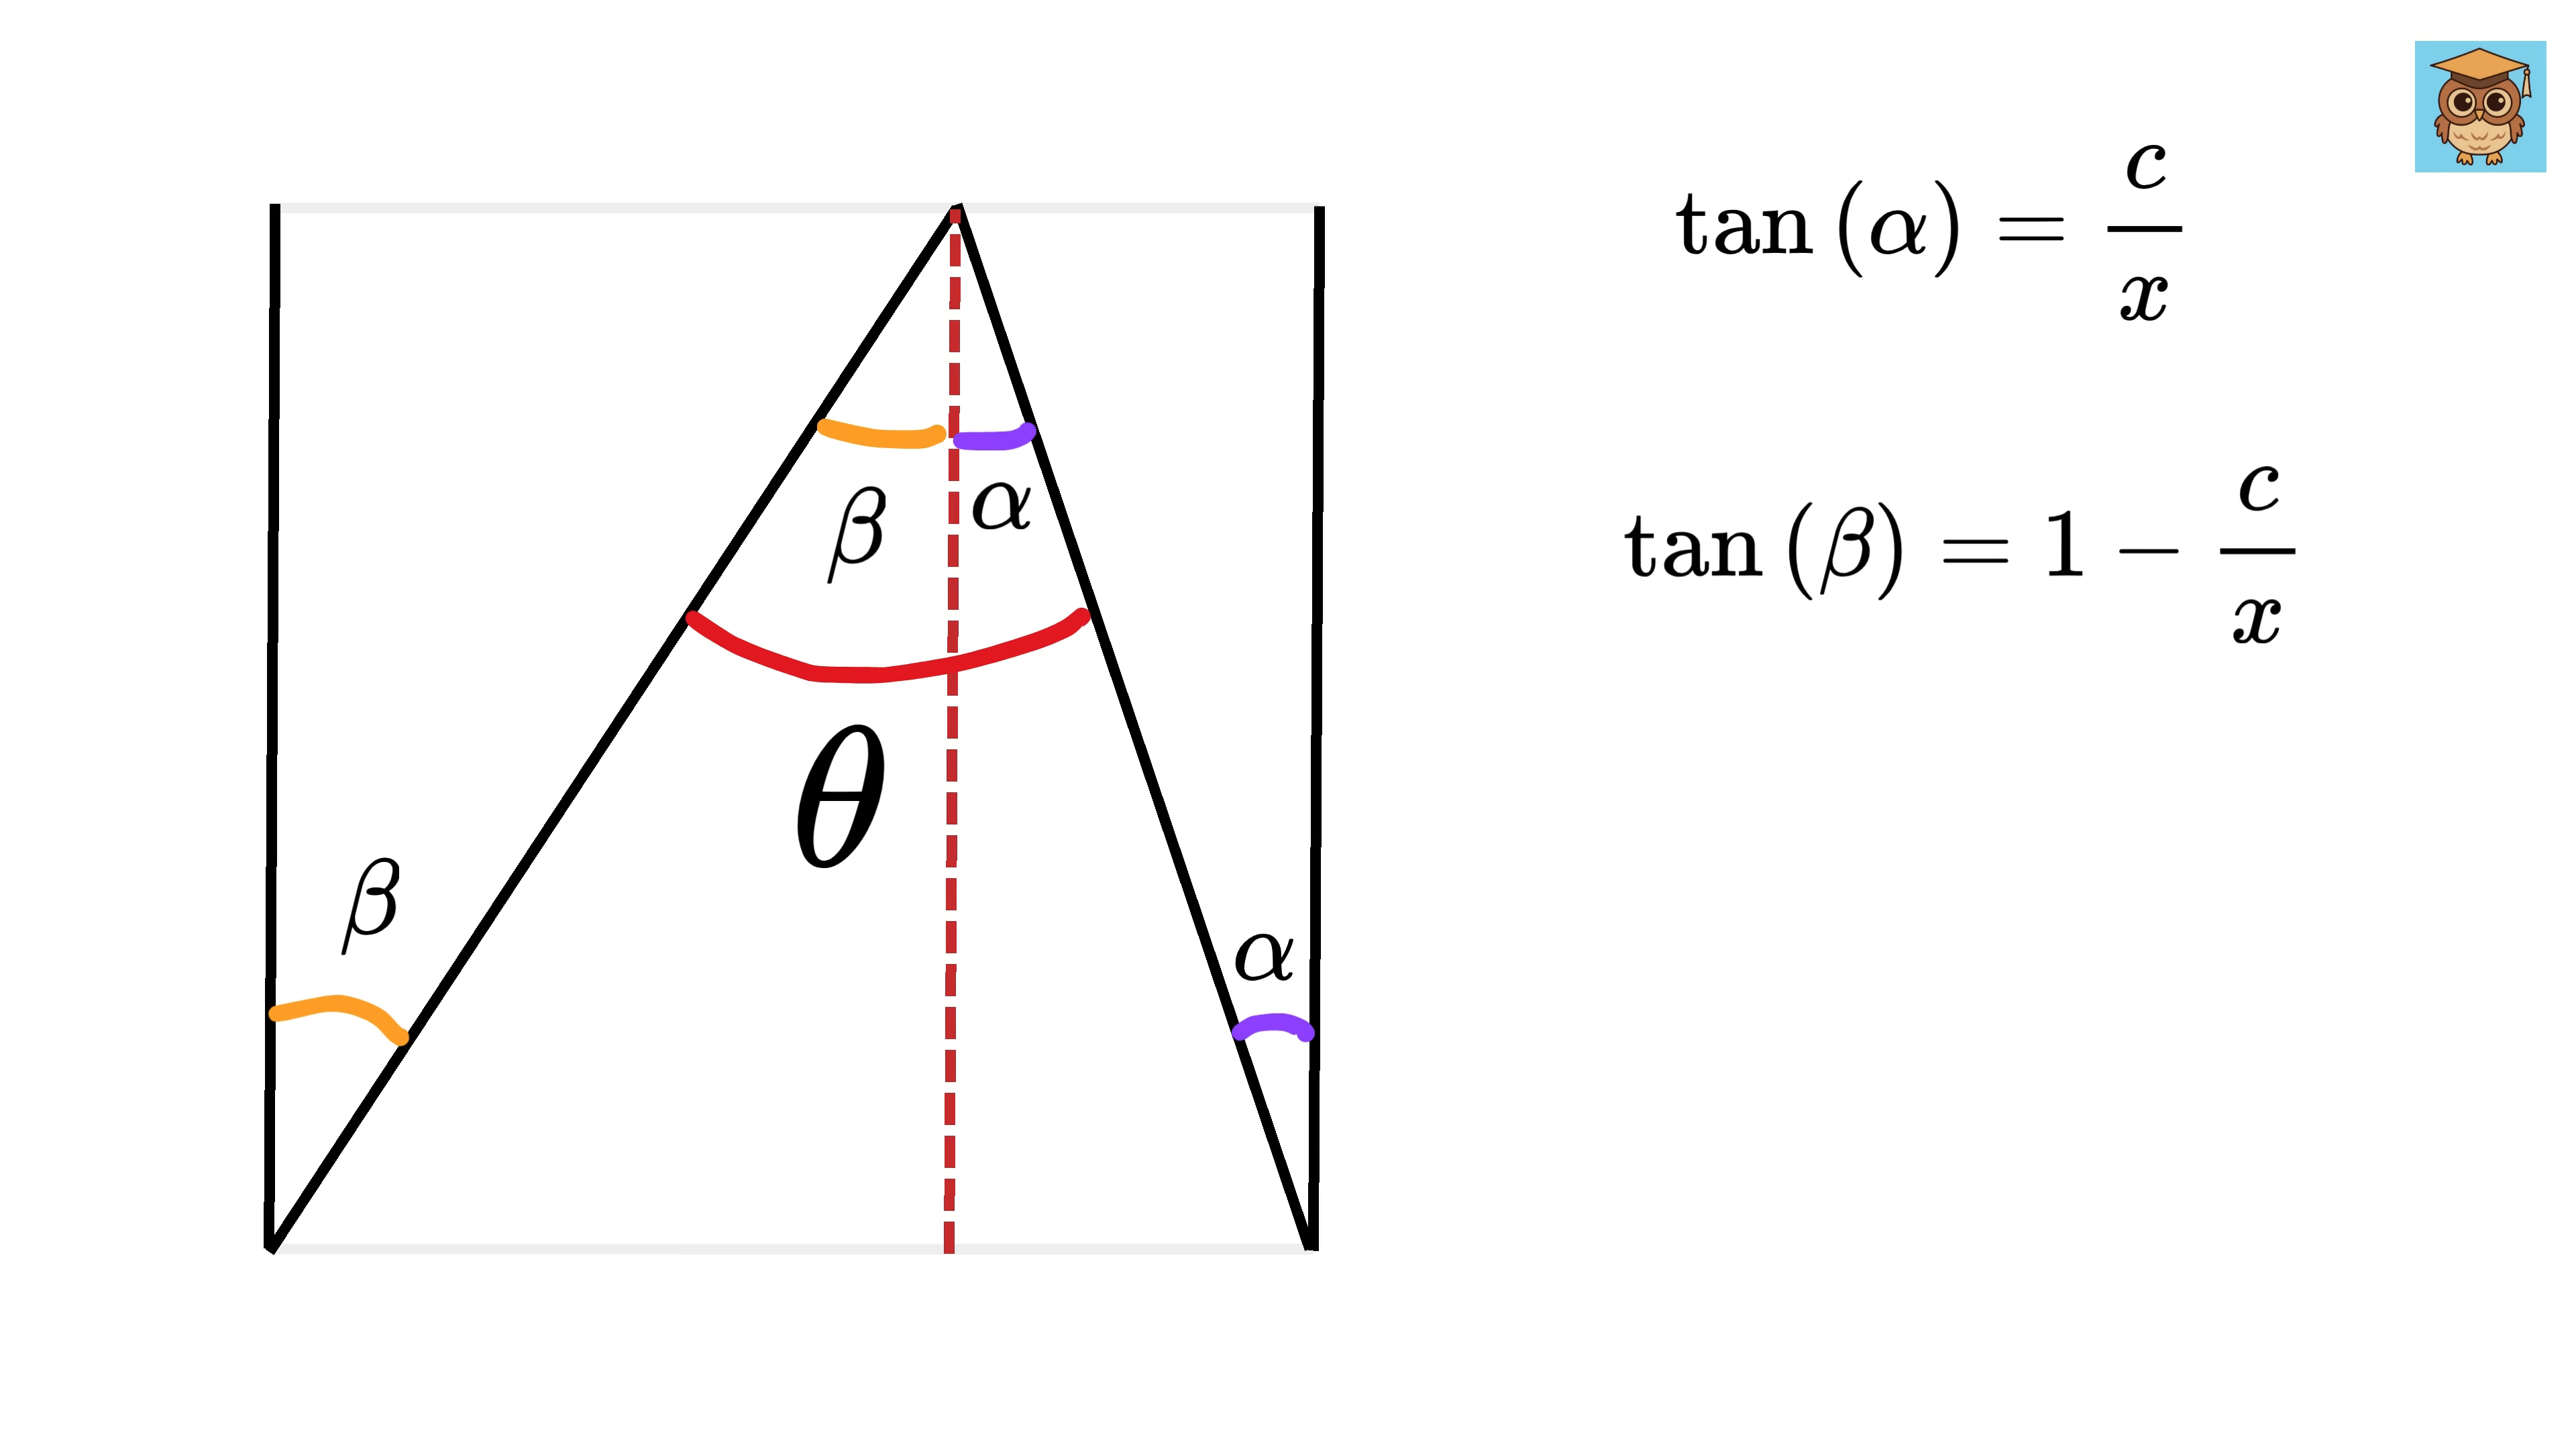 tan (α) = c/x
β α
tan (β) = 1 − c/x
θ
β
α